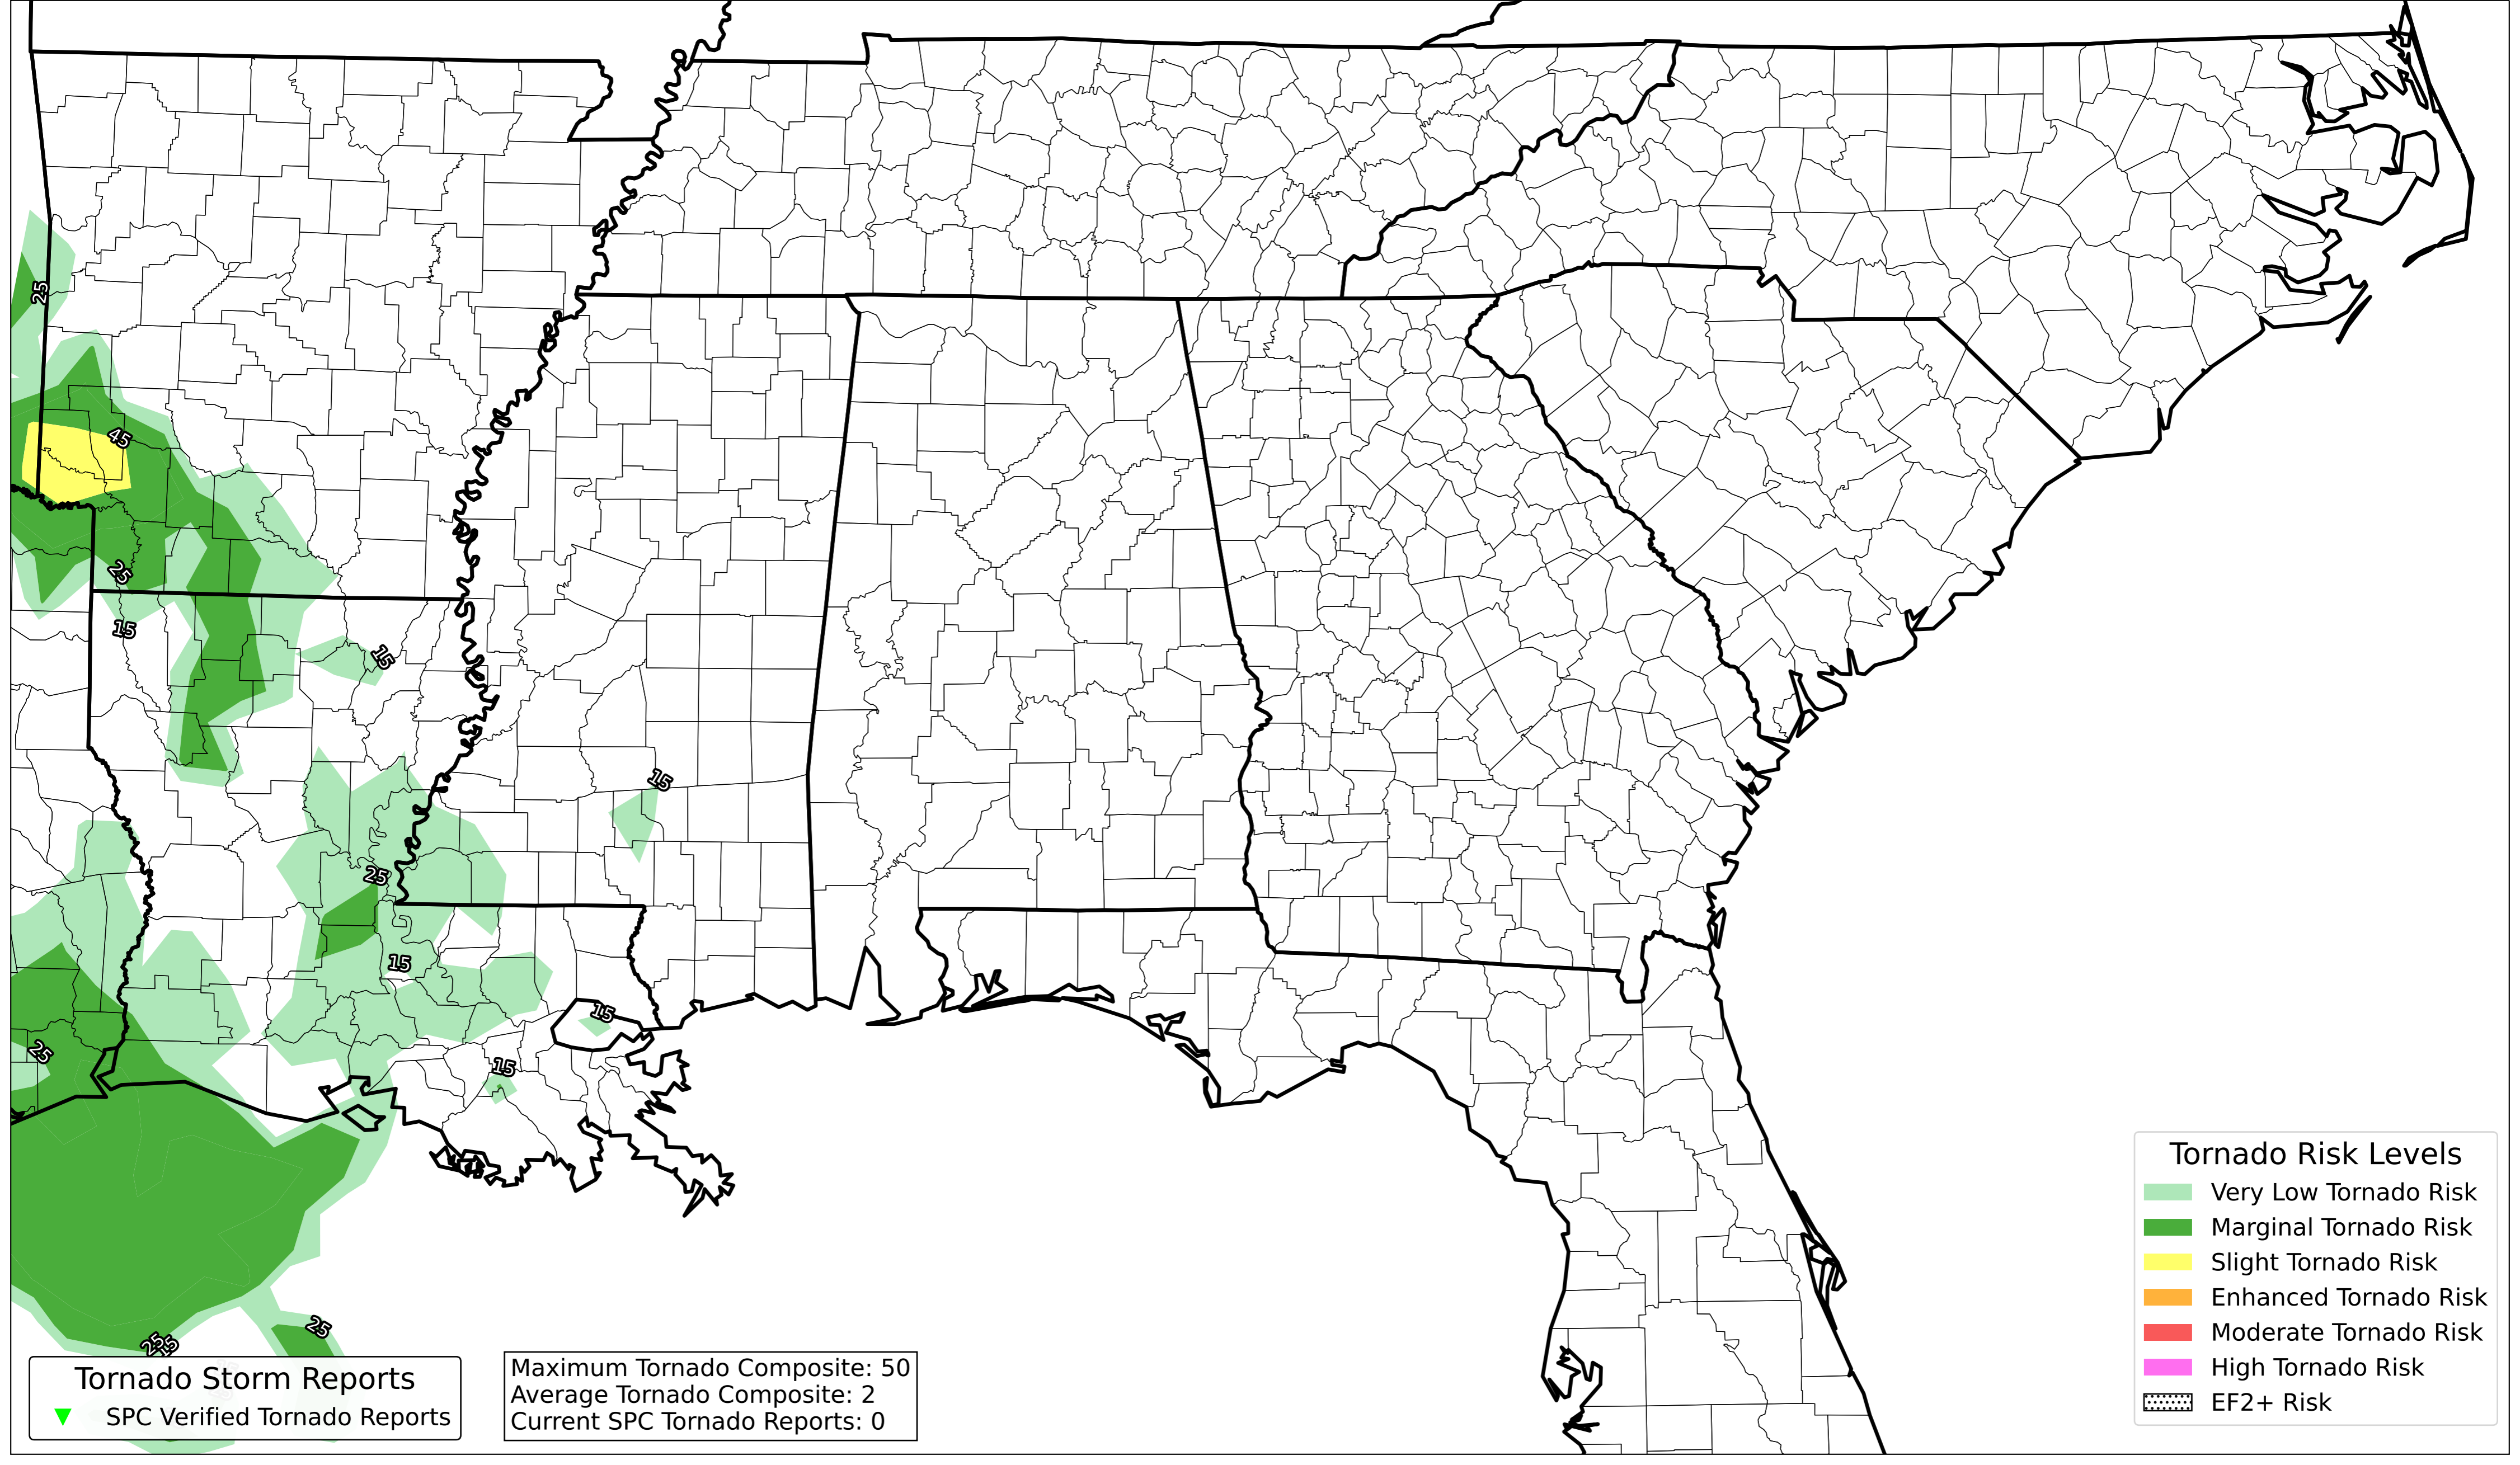 25
45
25
15
15
15
25
15
15
25
15
25
25
15
Tornado Risk Levels
Very Low Tornado Risk
Marginal Tornado Risk
Slight Tornado Risk
Enhanced Tornado Risk
Moderate Tornado Risk
High Tornado Risk
EF2+ Risk
Tornado Storm Reports
SPC Verified Tornado Reports
Maximum Tornado Composite: 50
Average Tornado Composite: 2
Current SPC Tornado Reports: 0